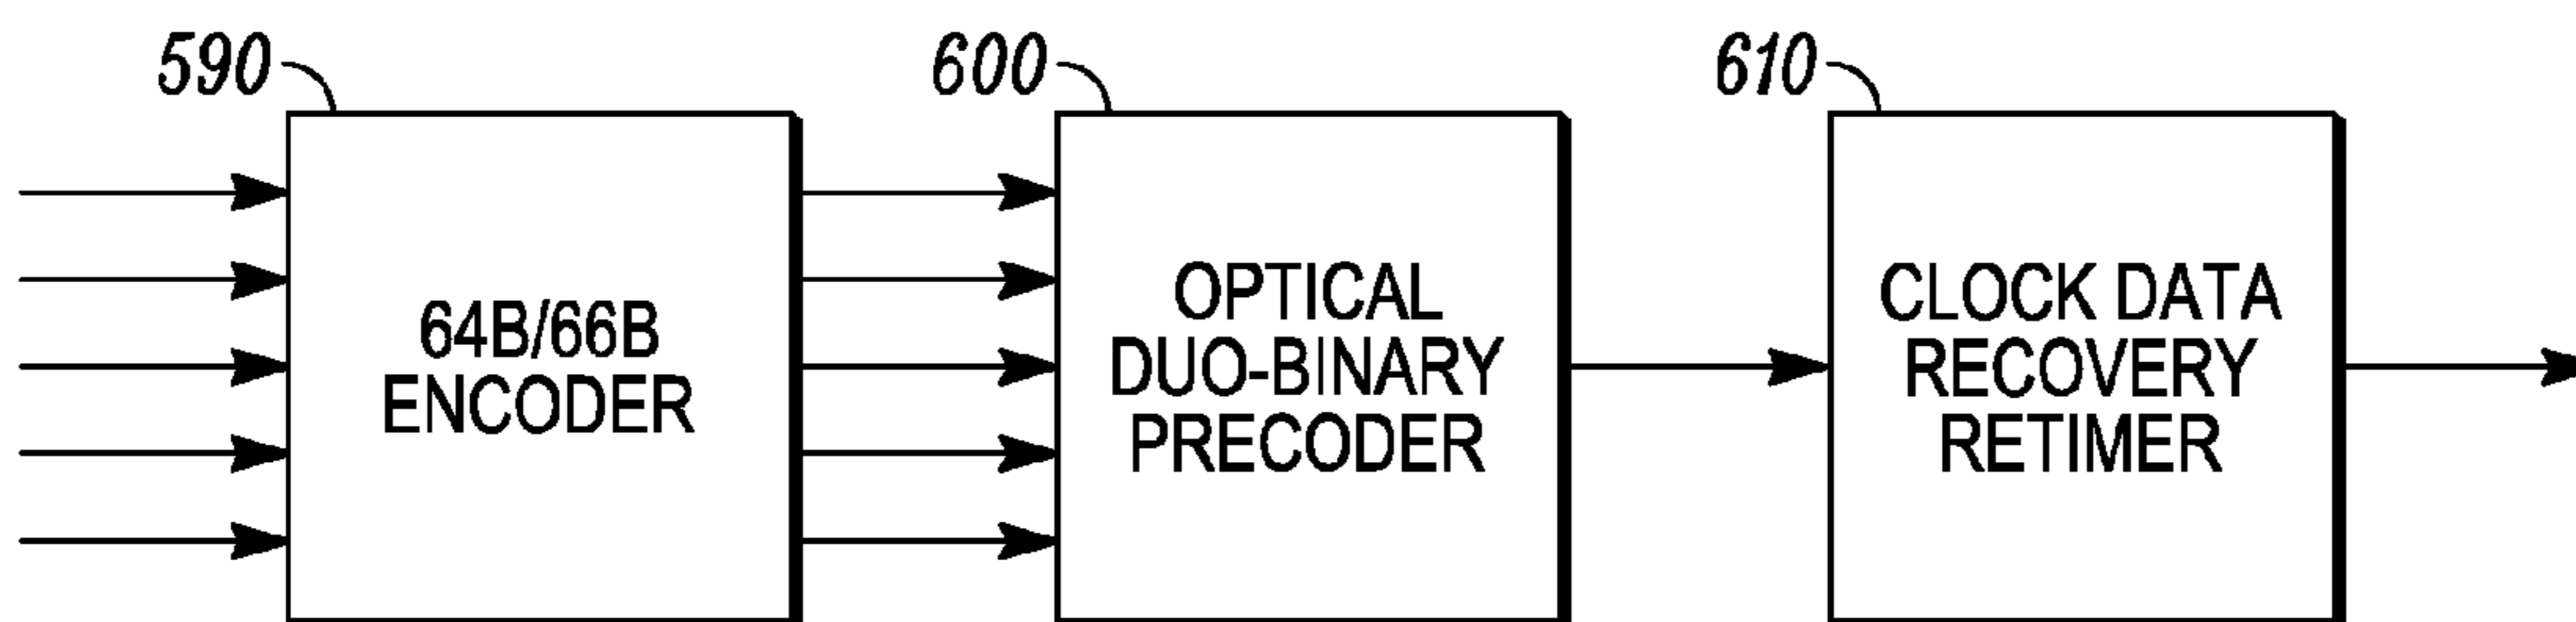 590
600
610
64B/66B
ENCODER
OPTICAL
DUO-BINARY
PRECODER
CLOCK DATA
RECOVERY
RETIMER